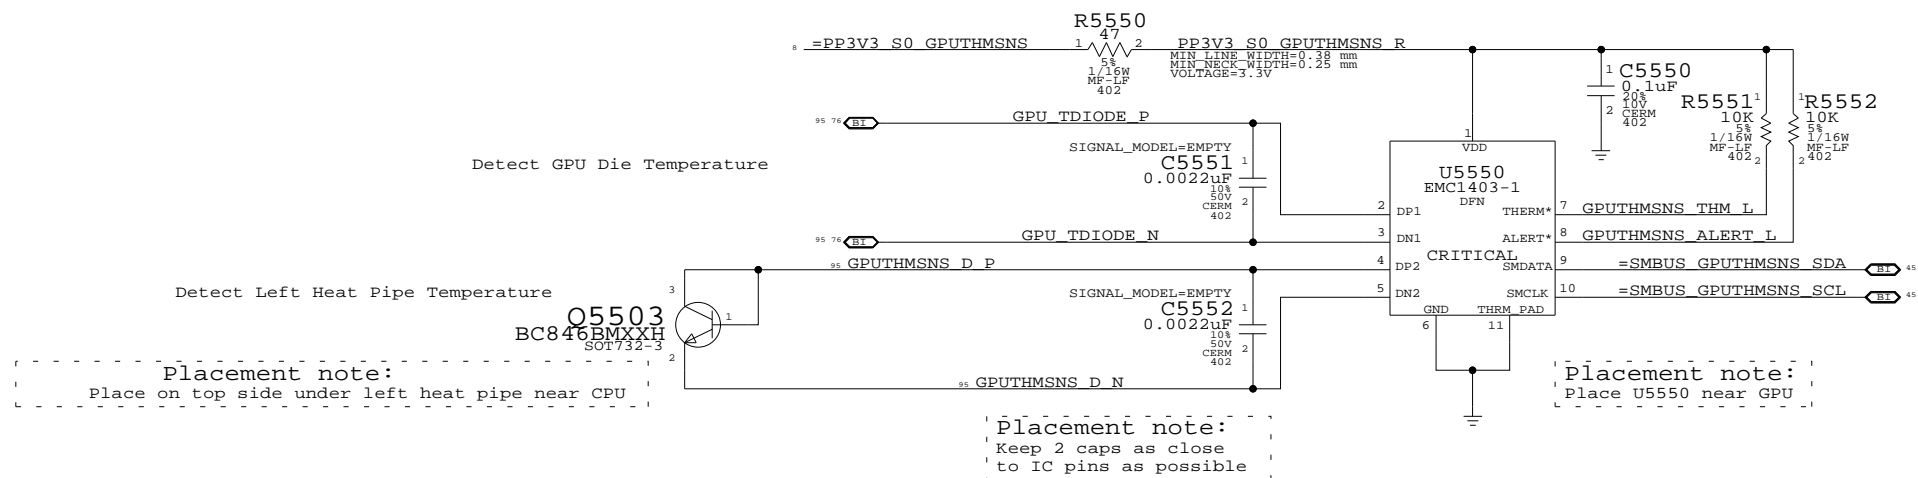 R5550
47
8 =PP3V3_S0_GPUTHMSNS 1 2 PP3V3_S0_GPUTHMSNS_R
5%
1/16W
MF-LF
402
MIN_LINE_WIDTH=0.38 mm
MIN_NECK_WIDTH=0.25 mm
VOLTAGE=3.3V
1 C5550
0.1uF
20%
10V
CERM
402
2
R5551 1
10K
5%
1/16W
MF-LF
402
2
1 R5552
10K
5%
1/16W
MF-LF
402
2
95 76 BI GPU_TDIODE_P
Detect GPU Die Temperature
SIGNAL_MODEL=EMPTY
C5551 1
0.0022uF
10%
50V
CERM
402
2
95 76 BI GPU_TDIODE_N
1
VDD
U5550
EMC1403-1
DFN
2 DP1 THERM* 7 GPUTHMSNS_THM_L
3 DN1 ALERT* 8 GPUTHMSNS_ALERT_L
CRITICAL
4 DP2 SMDATA 9 =SMBUS_GPUTHMSNS_SDA BI 45
5 DN2 SMCLK 10 =SMBUS_GPUTHMSNS_SCL BI 45
GND THRM_PAD
6 11
95 GPUTHMSNS_D_P
Detect Left Heat Pipe Temperature
3
Q5503 1
BC846BMXXH
SOT732-3
2
SIGNAL_MODEL=EMPTY
C5552 1
0.0022uF
10%
50V
CERM
402
2
95 GPUTHMSNS_D_N
Placement note:
Place on top side under left heat pipe near CPU
Placement note:
Place U5550 near GPU
Placement note:
Keep 2 caps as close
to IC pins as possible